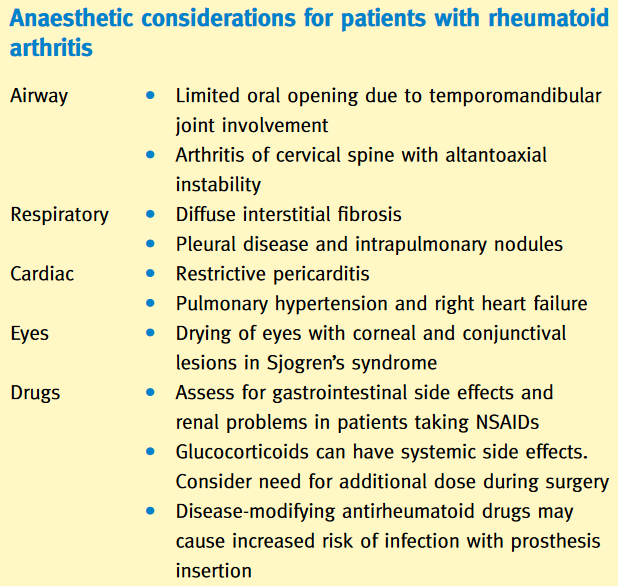 Anaesthetic considerations for patients with rheumatoid
arthritis
Airway • Limited oral opening due to temporomandibular
joint involvement
• Arthritis of cervical spine with altantoaxial
instability
Respiratory • Diffuse interstitial fibrosis
• Pleural disease and intrapulmonary nodules
Cardiac • Restrictive pericarditis
• Pulmonary hypertension and right heart failure
Eyes • Drying of eyes with corneal and conjunctival
lesions in Sjogren's syndrome
Drugs • Assess for gastrointestinal side effects and
renal problems in patients taking NSAIDs
• Glucocorticoids can have systemic side effects.
Consider need for additional dose during surgery
• Disease-modifying antirheumatoid drugs may
cause increased risk of infection with prosthesis
insertion